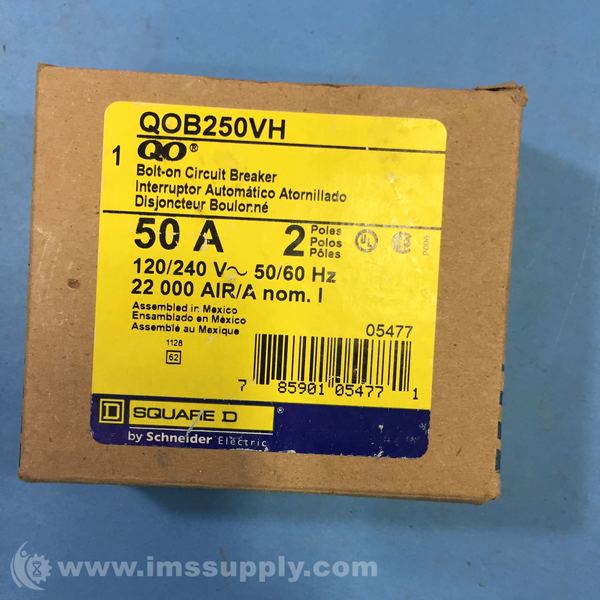 QOB250VH
1
QO®
Bolt-on Circuit Breaker
Interruptor Automático Atornillado
Disjoncteur Boulonné
50 A
2
Poles
Polos
Pôles
UL
120/240 V~ 50/60 Hz
22 000 AIR/A nom. I
Assembled in Mexico
Ensamblado en México
Assemblé au Mexique
1128
62
05477
7 85901 05477 1
D SQUARE D ®
by Schneider Electric
www.imssupply.com